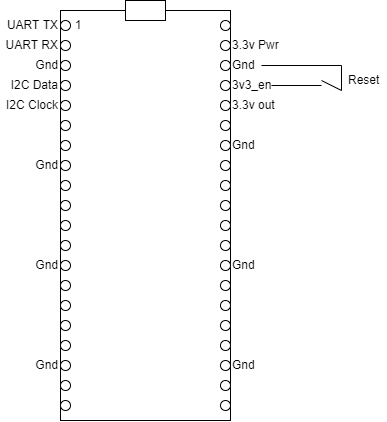 UART TX 1
UART RX 3.3v Pwr
Gnd Gnd
Reset
I2C Data 3v3_en
I2C Clock 3.3v out
Gnd
Gnd
Gnd Gnd
Gnd Gnd